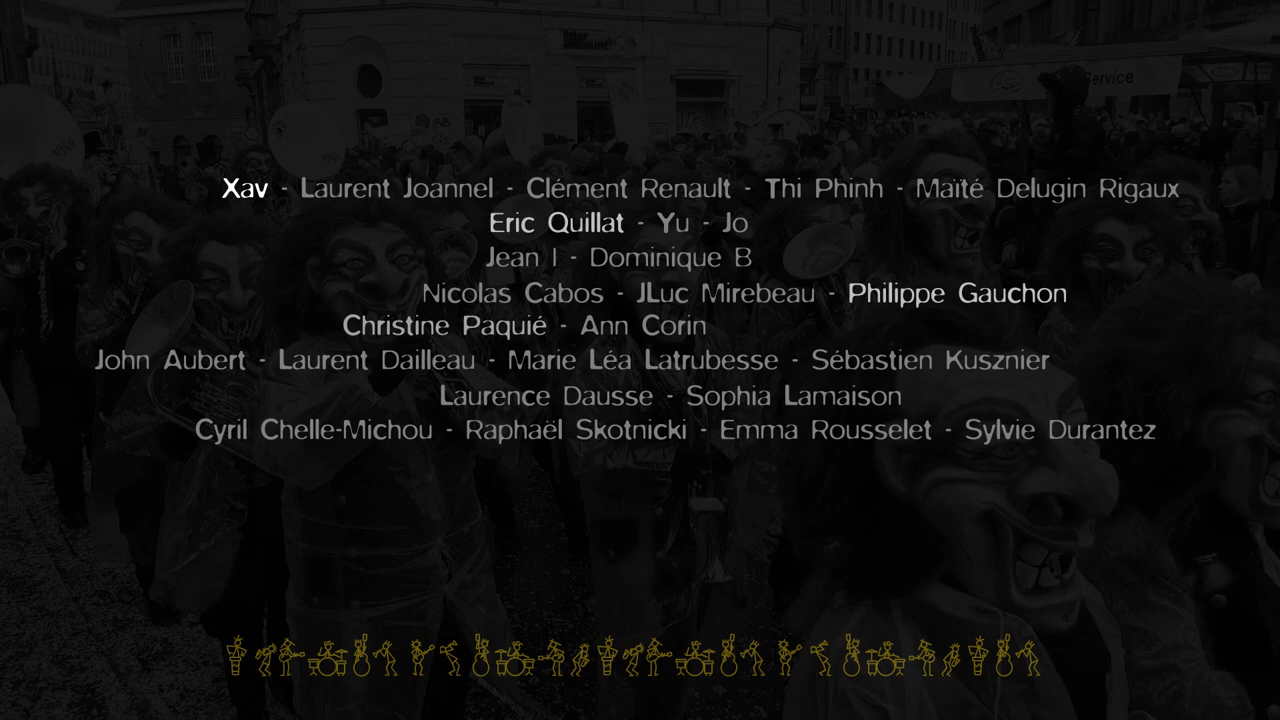 Service
Xav - Laurent Joannel - Clément Renault - Thi Phinh - Maïté Delugin Rigaux
Eric Quillat - Yu - Jo
Jean I - Dominique B
Nicolas Cabos - JLuc Mirebeau - Philippe Gauchon
Christine Paquié - Ann Corin
John Aubert - Laurent Dailleau - Marie Léa Latrubesse - Sébastien Kusznier
Laurence Dausse - Sophia Lamaison
Cyril Chelle-Michou - Raphaël Skotnicki - Emma Rousselet - Sylvie Durantez